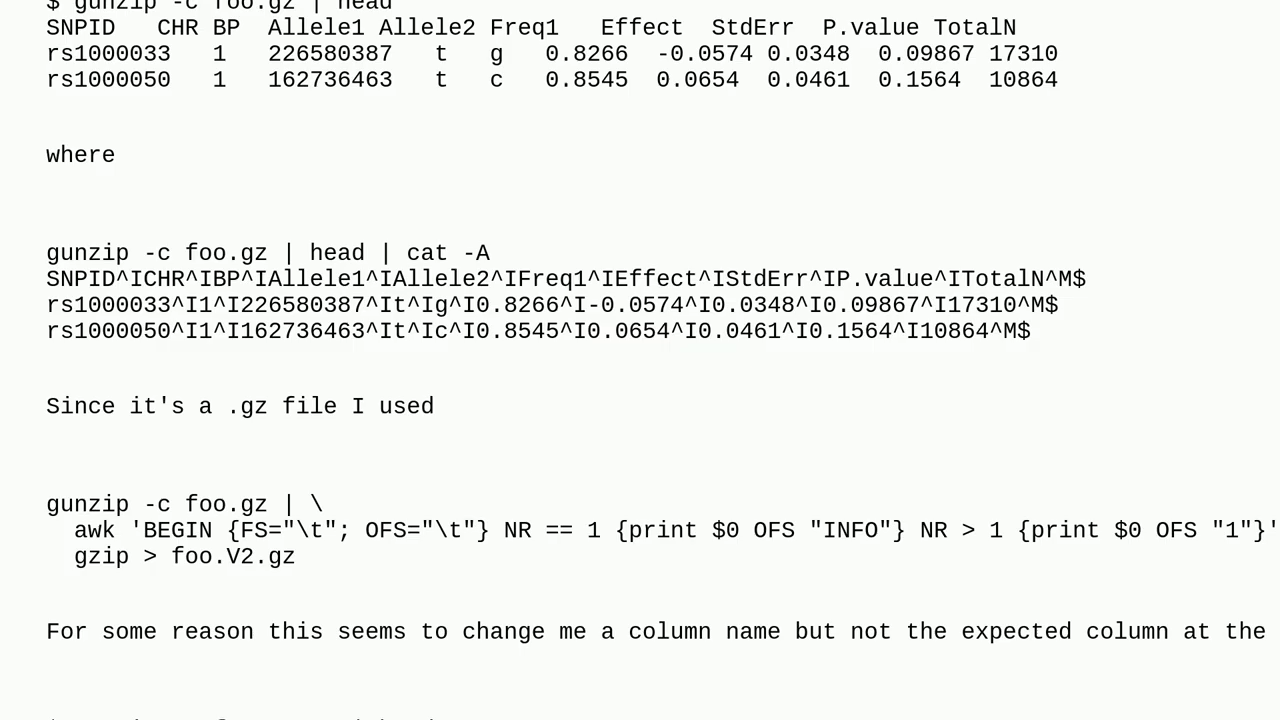 $ gunzip -c foo.gz | head
SNPID   CHR BP  Allele1 Allele2 Freq1   Effect  StdErr  P.value TotalN
rs1000033   1   226580387   t   g   0.8266  -0.0574 0.0348  0.09867 17310
rs1000050   1   162736463   t   c   0.8545  0.0654  0.0461  0.1564  10864
where
gunzip -c foo.gz | head | cat -A
SNPID^ICHR^IBP^IAllele1^IAllele2^IFreq1^IEffect^IStdErr^IP.value^ITotalN^M$
rs1000033^I1^I226580387^It^Ig^I0.8266^I-0.0574^I0.0348^I0.09867^I17310^M$
rs1000050^I1^I162736463^It^Ic^I0.8545^I0.0654^I0.0461^I0.1564^I10864^M$
Since it's a .gz file I used
gunzip -c foo.gz | \
  awk 'BEGIN {FS="\t"; OFS="\t"} NR == 1 {print $0 OFS "INFO"} NR > 1 {print $0 OFS "1"}'
  gzip > foo.V2.gz
For some reason this seems to change me a column name but not the expected column at the